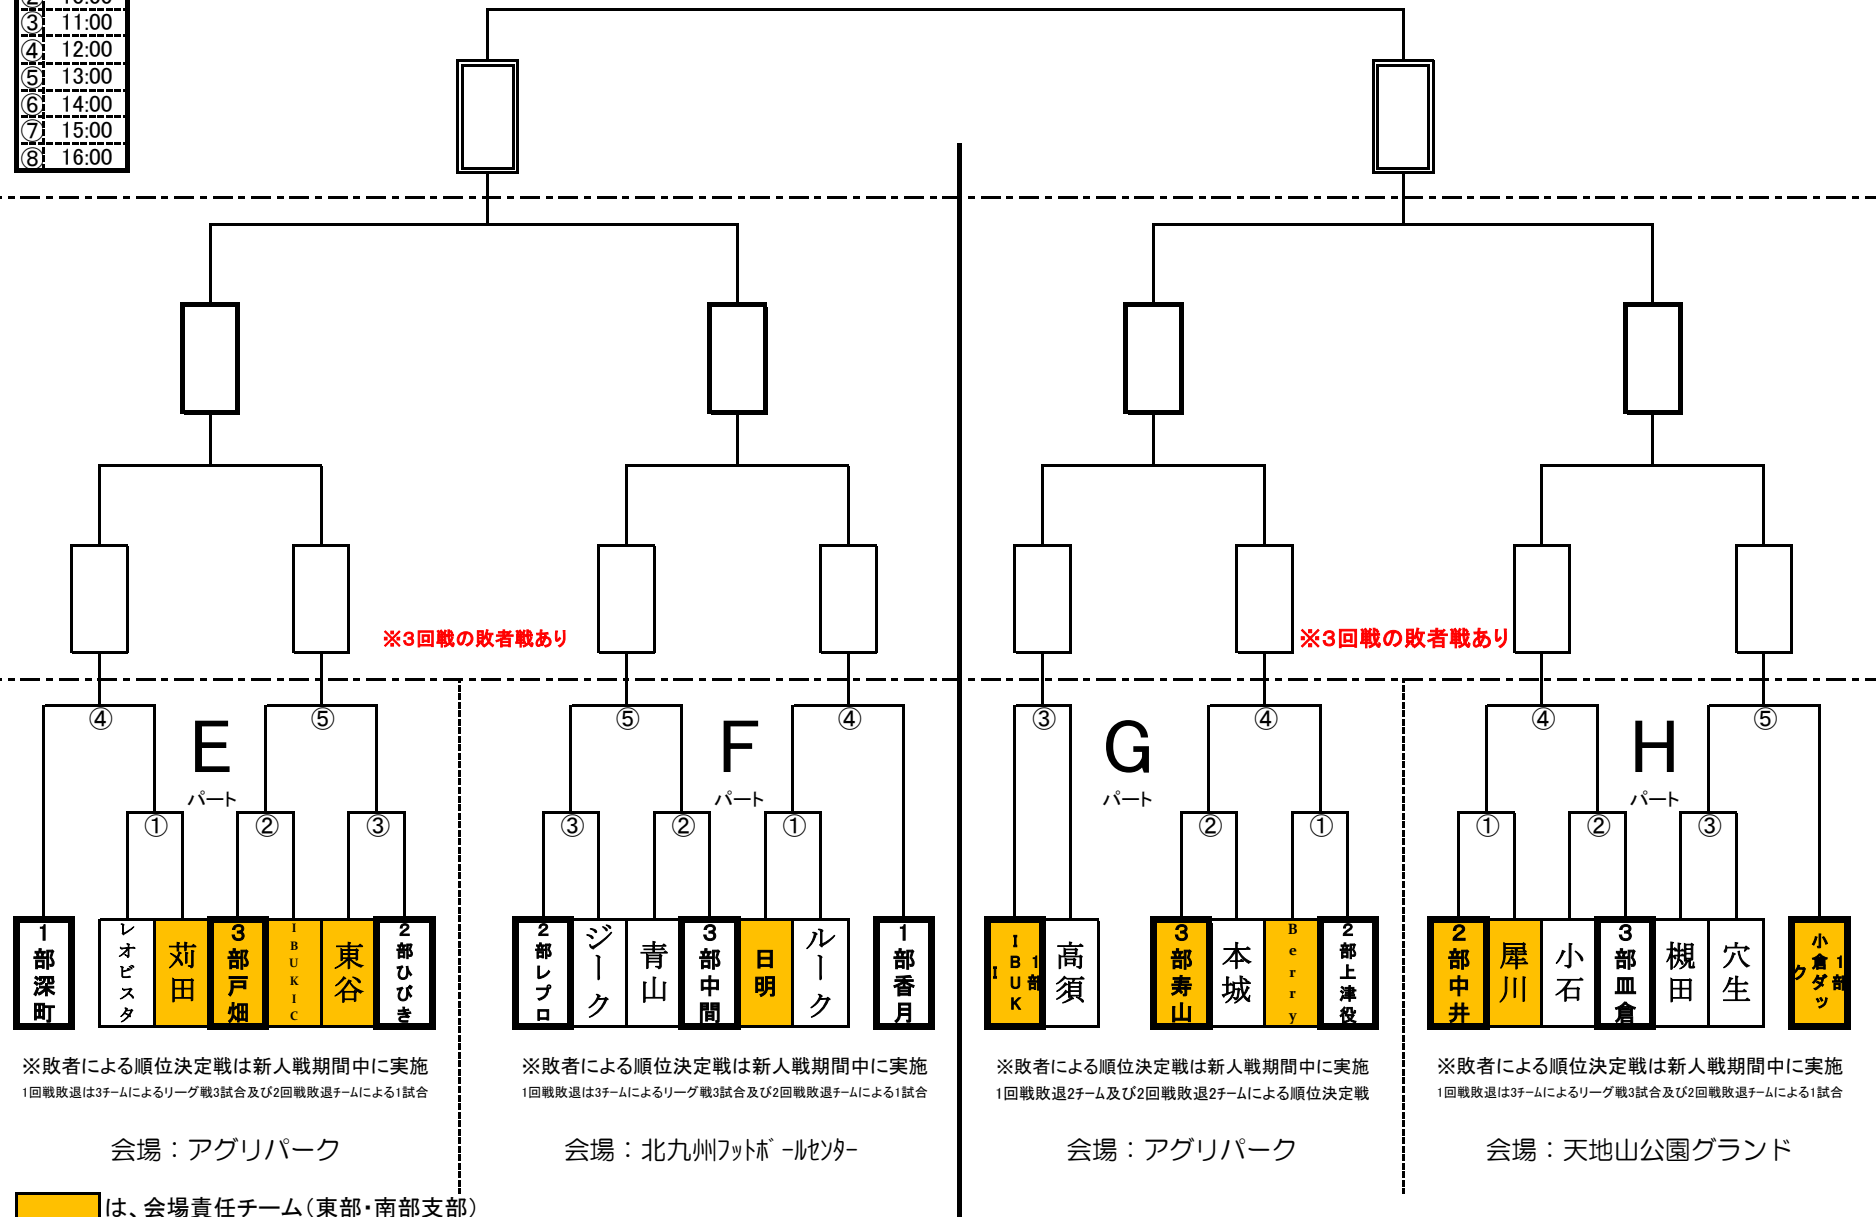 ② 10:00
③ 11:00
④ 12:00
⑤ 13:00
⑥ 14:00
⑦ 15:00
⑧ 16:00
※3回戦の敗者戦あり
※3回戦の敗者戦あり
④ ⑤ ⑤ ④ ③ ④ ④ ⑤
E F G H
パート パート パート パート
① ② ③ ③ ② ① ② ① ① ② ③
1部深町
レオビスタ
苅田
3部戸畑
IBUKIC
東谷
2部ひびき
2部レプロ
ジーク
青山
3部中間
日明
ルーク
1部香月
1部
IBUK
I
高須
3部寿山
本城
Berry
2部上津役
2部中井
犀川
小石
3部皿倉
槻田
穴生
1部
小倉ダッ
ク
※敗者による順位決定戦は新人戦期間中に実施
1回戦敗退は3チームによるリーグ戦3試合及び2回戦敗退チームによる1試合
※敗者による順位決定戦は新人戦期間中に実施
1回戦敗退は3チームによるリーグ戦3試合及び2回戦敗退チームによる1試合
※敗者による順位決定戦は新人戦期間中に実施
1回戦敗退2チーム及び2回戦敗退2チームによる順位決定戦
※敗者による順位決定戦は新人戦期間中に実施
1回戦敗退は3チームによるリーグ戦3試合及び2回戦敗退チームによる1試合
会場：アグリパーク
会場：北九州ﾌｯﾄﾎﾞｰﾙｾﾝﾀｰ
会場：アグリパーク
会場：天地山公園グランド
は、会場責任チーム（東部・南部支部）